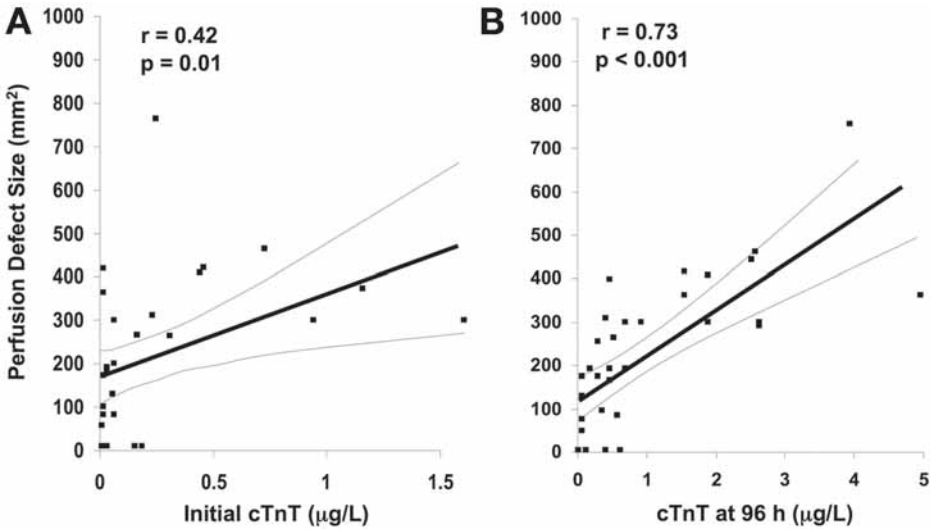 A
B
r = 0.42
p = 0.01
r = 0.73
p < 0.001
Perfusion Defect Size (mm²)
1000
900
800
700
600
500
400
300
200
100
0
1000
900
800
700
600
500
400
300
200
100
0
0 0.5 1 1.5
0 1 2 3 4 5
Initial cTnT (μg/L)
cTnT at 96 h (μg/L)